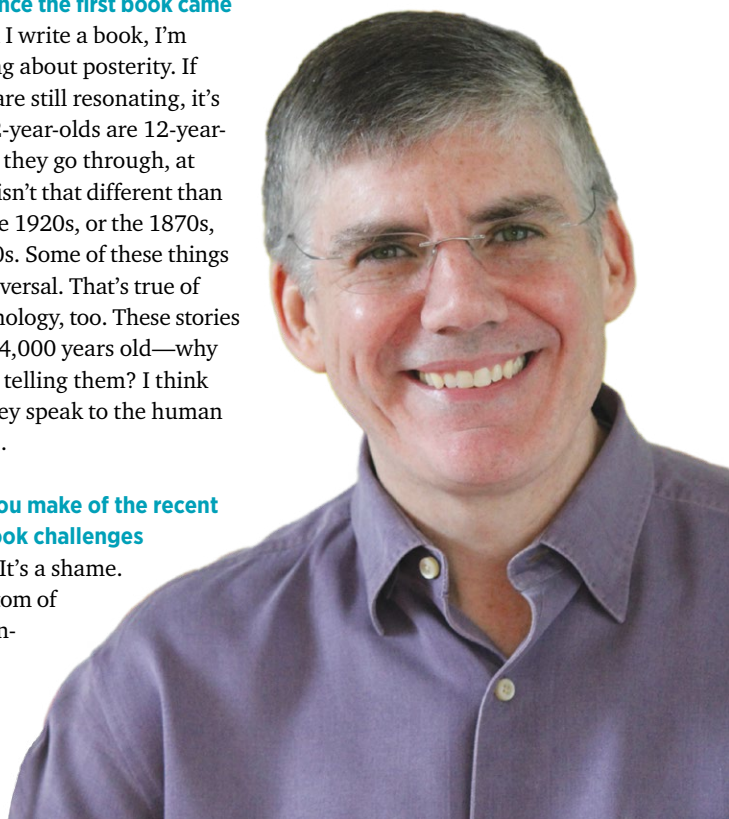 nce the first book came
I write a book, I’m
g about posterity. If
are still resonating, it’s
-year-olds are 12-year-
they go through, at
isn’t that different than
e 1920s, or the 1870s,
0s. Some of these things
versal. That’s true of
nology, too. These stories
4,000 years old—why
telling them? I think
ey speak to the human
.
ou make of the recent
ook challenges
It’s a shame.
tom of
n-